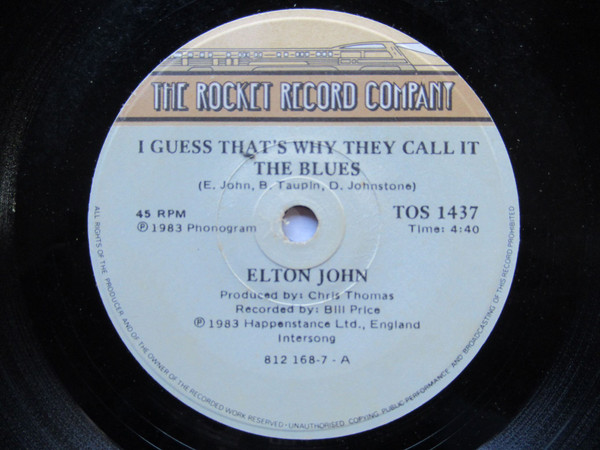 THE ROCKET RECORD COMPANY
I GUESS THAT'S WHY THEY CALL IT
THE BLUES
(E. John, B. Taupin, D. Johnstone)
45 RPM
℗ 1983 Phonogram
TOS 1437
Time: 4:40
ELTON JOHN
Produced by: Chris Thomas
Recorded by: Bill Price
℗ 1983 Happenstance Ltd., England
Intersong
812 168-7 - A
ALL RIGHTS OF THE PRODUCER AND OF THE OWNER OF THE RECORDED WORK RESERVED - UNAUTHORISED COPYING PUBLIC PERFORMANCE AND BROADCASTING OF THIS RECORD PROHIBITED